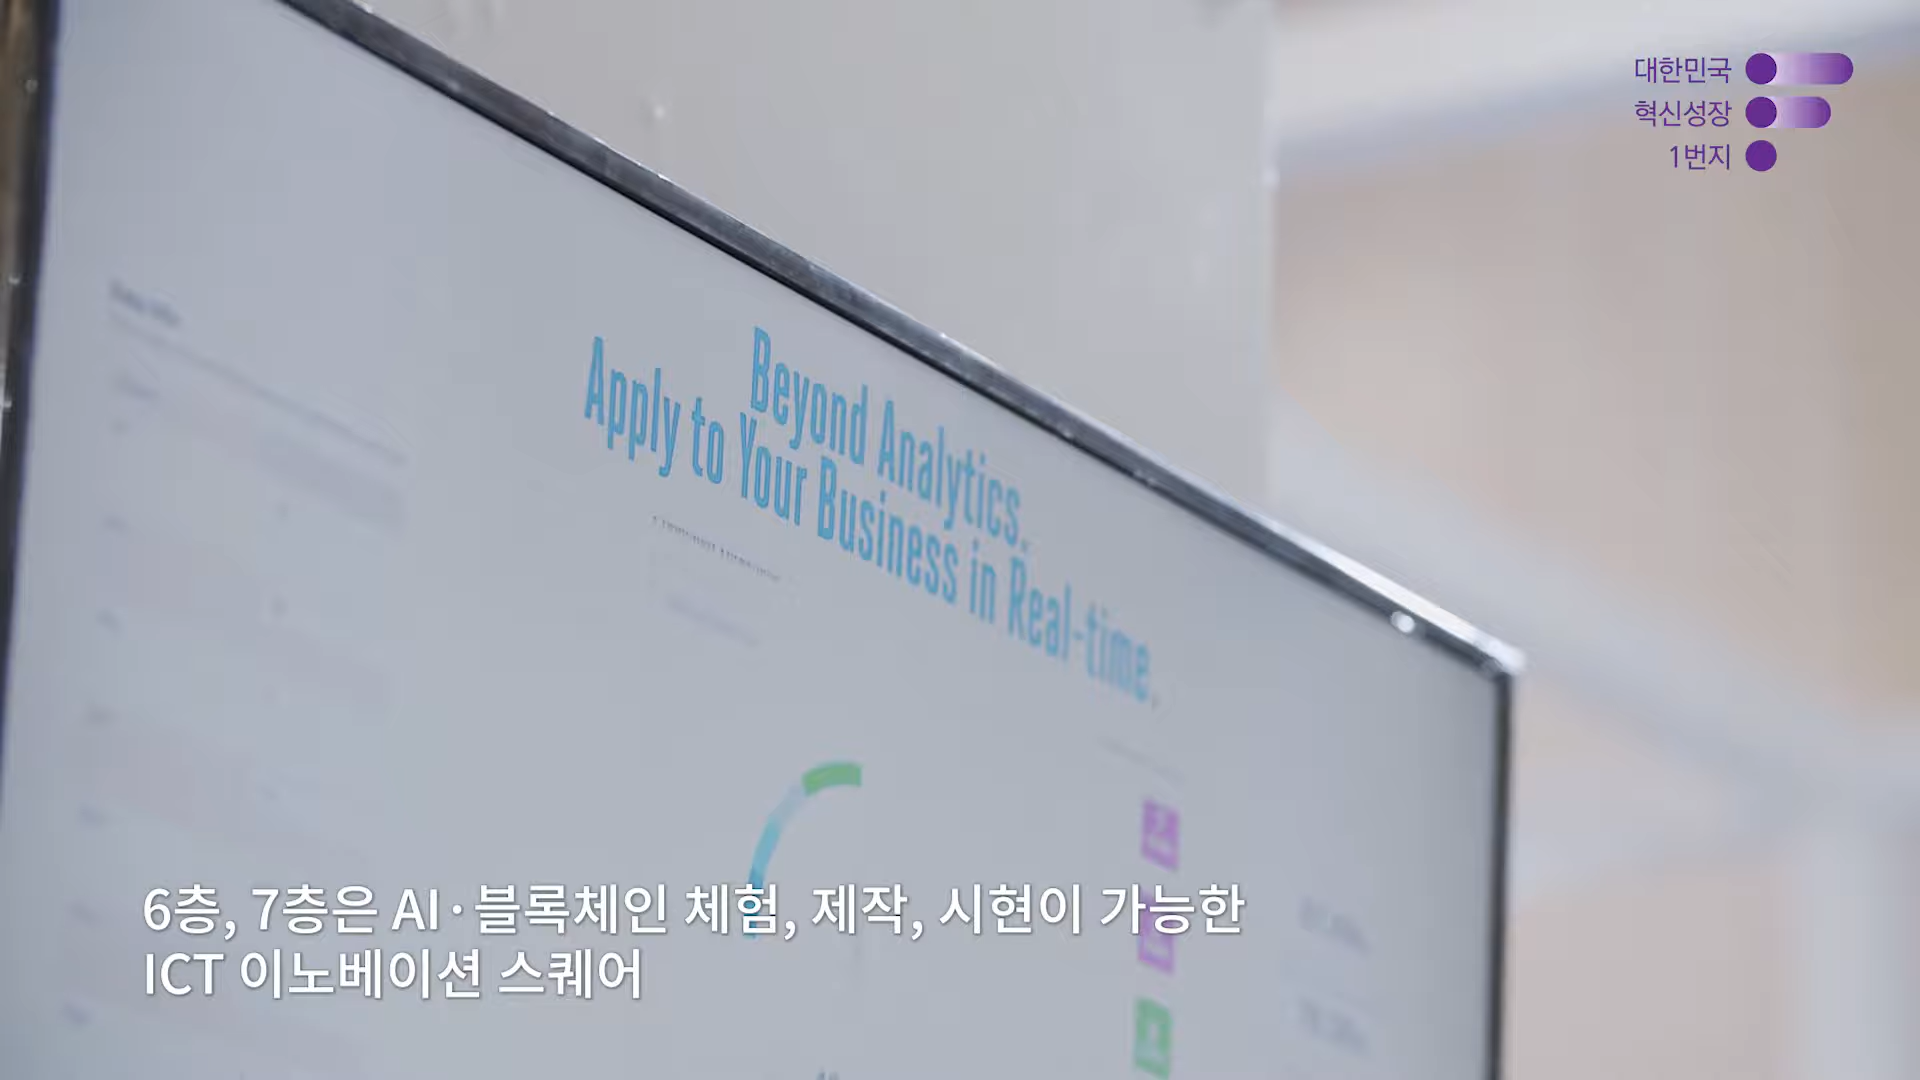 대한민국
혁신성장
1번지
Beyond Analytics.
Apply to Your Business in Real-time.
6층, 7층은 AI·블록체인 체험, 제작, 시현이 가능한
ICT 이노베이션 스퀘어